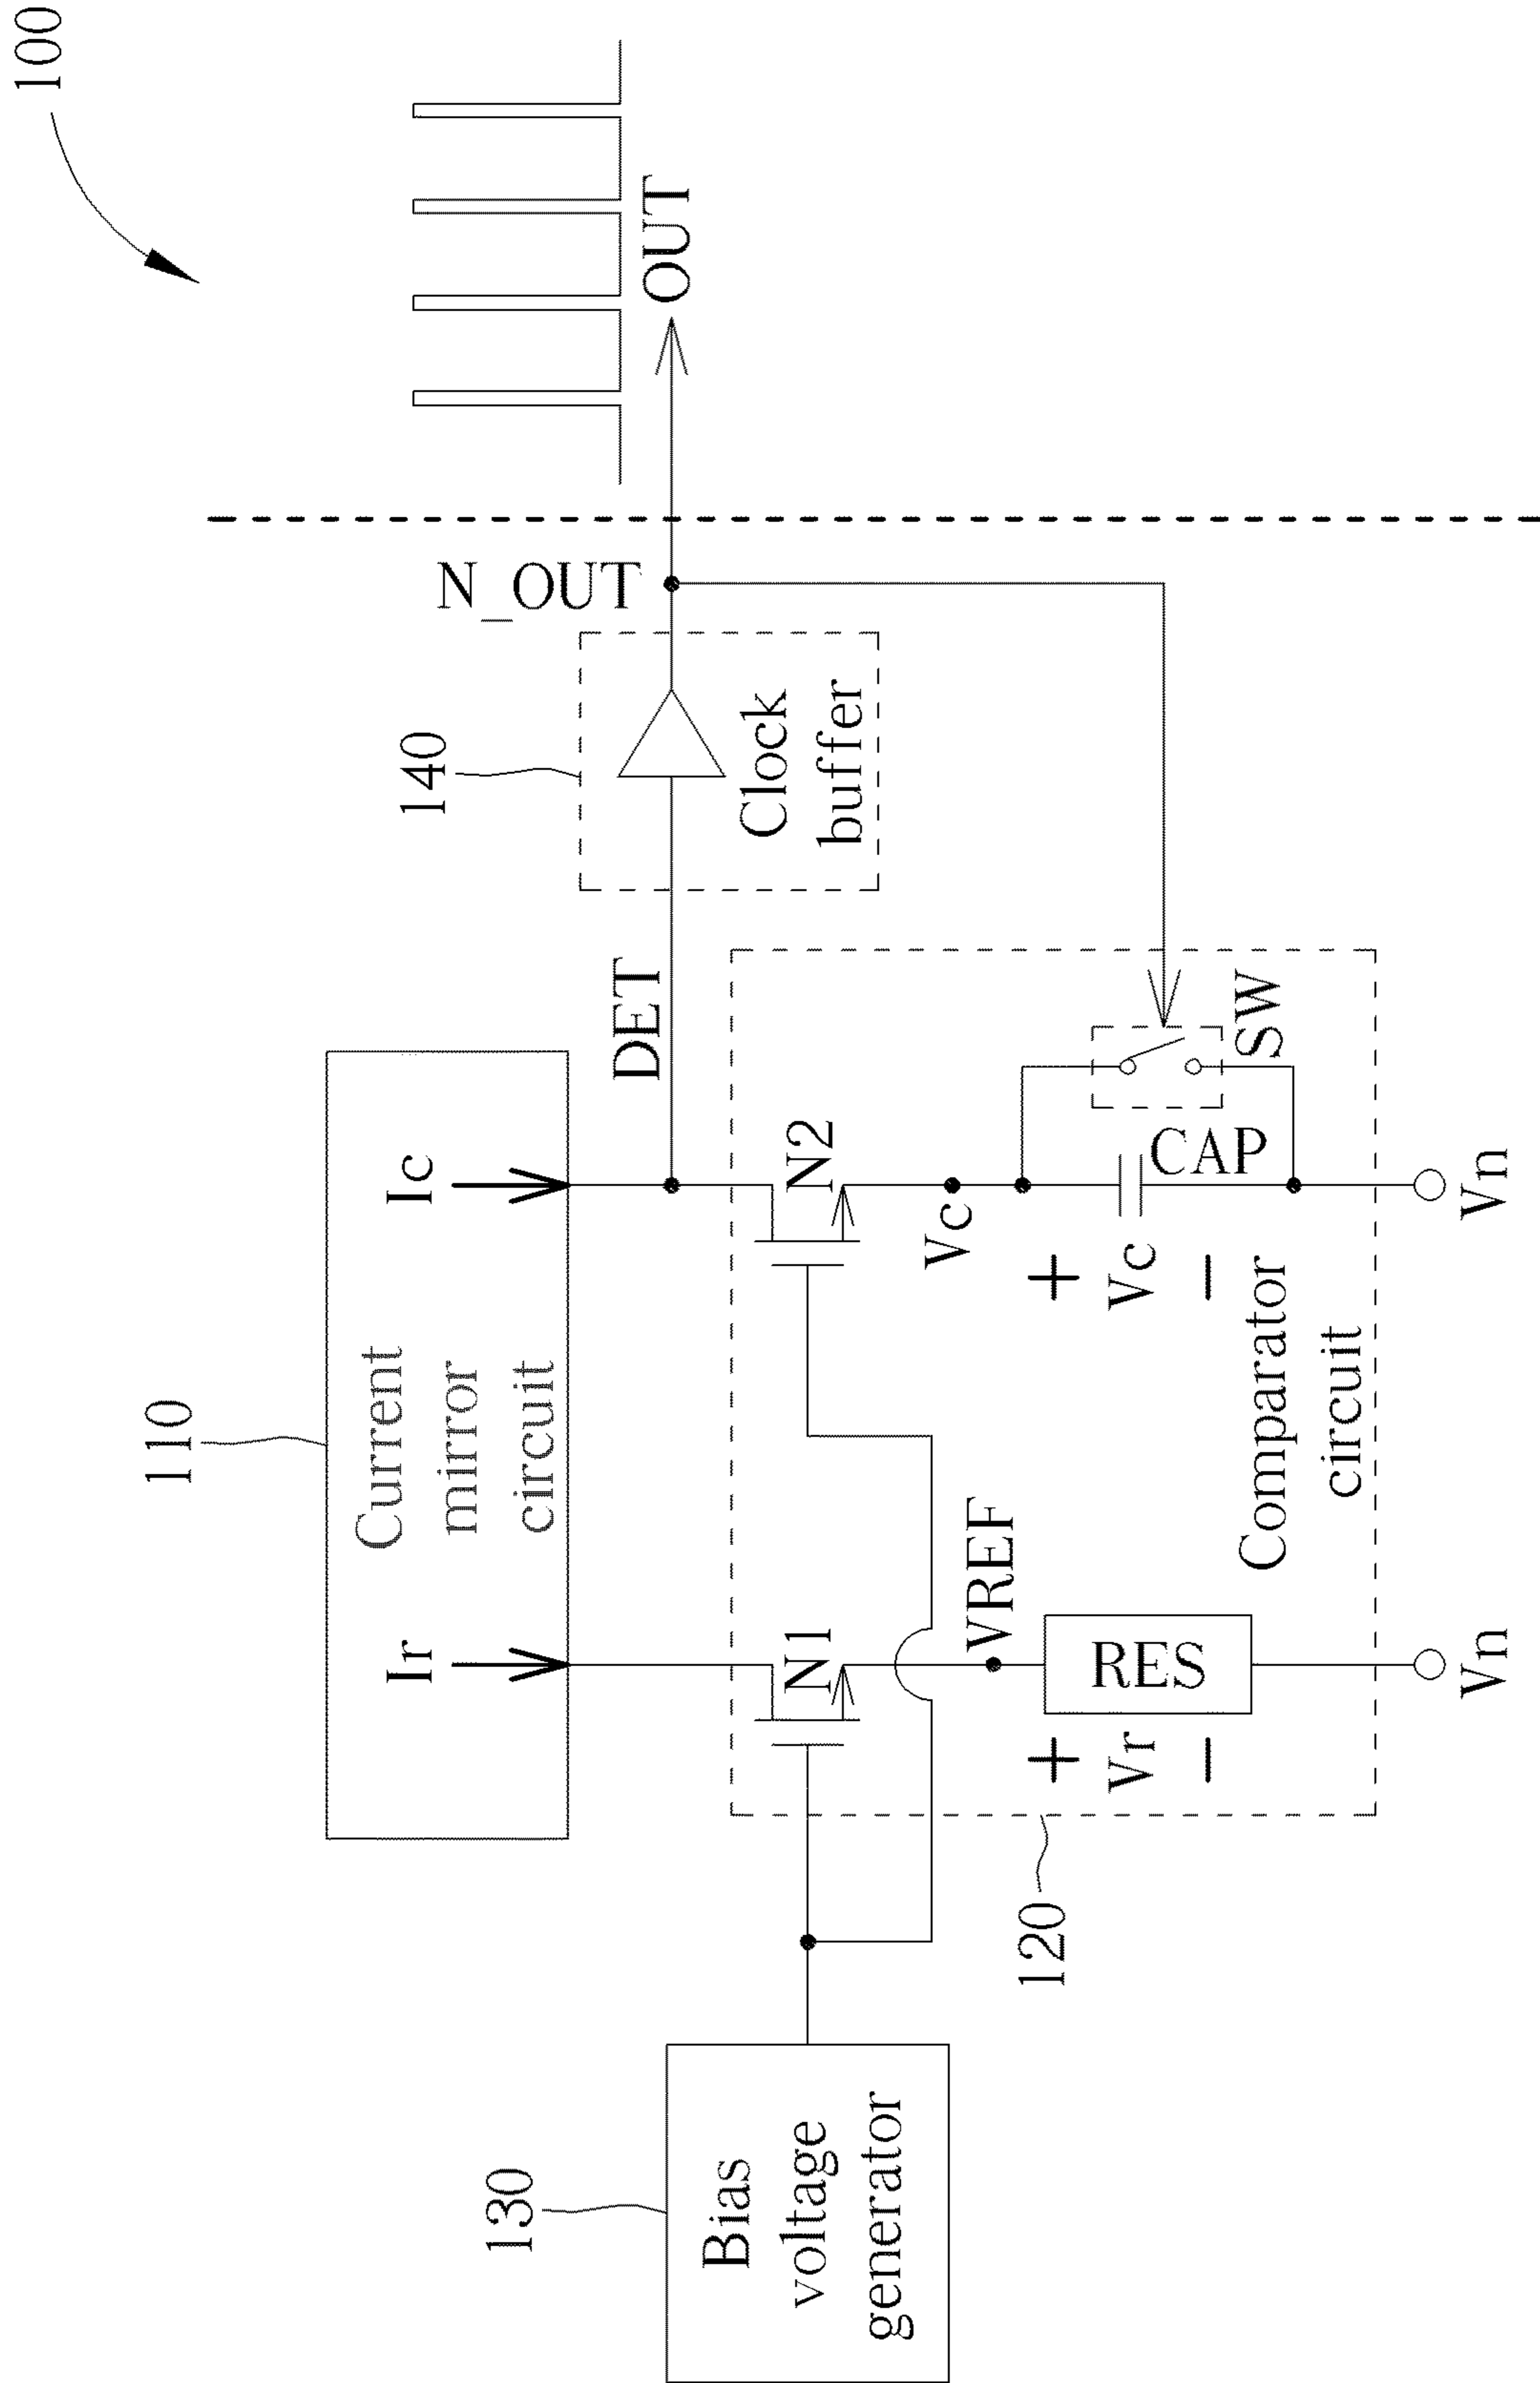 100
110
Current
mirror
circuit
Ir
Ic
140
N_OUT
OUT
DET
Clock
buffer
130
Bias
voltage
generator
N1
N2
VREF
Vc
+
Vr
−
RES
+
Vc
−
CAP
SW
120
Comparator
circuit
Vn
Vn